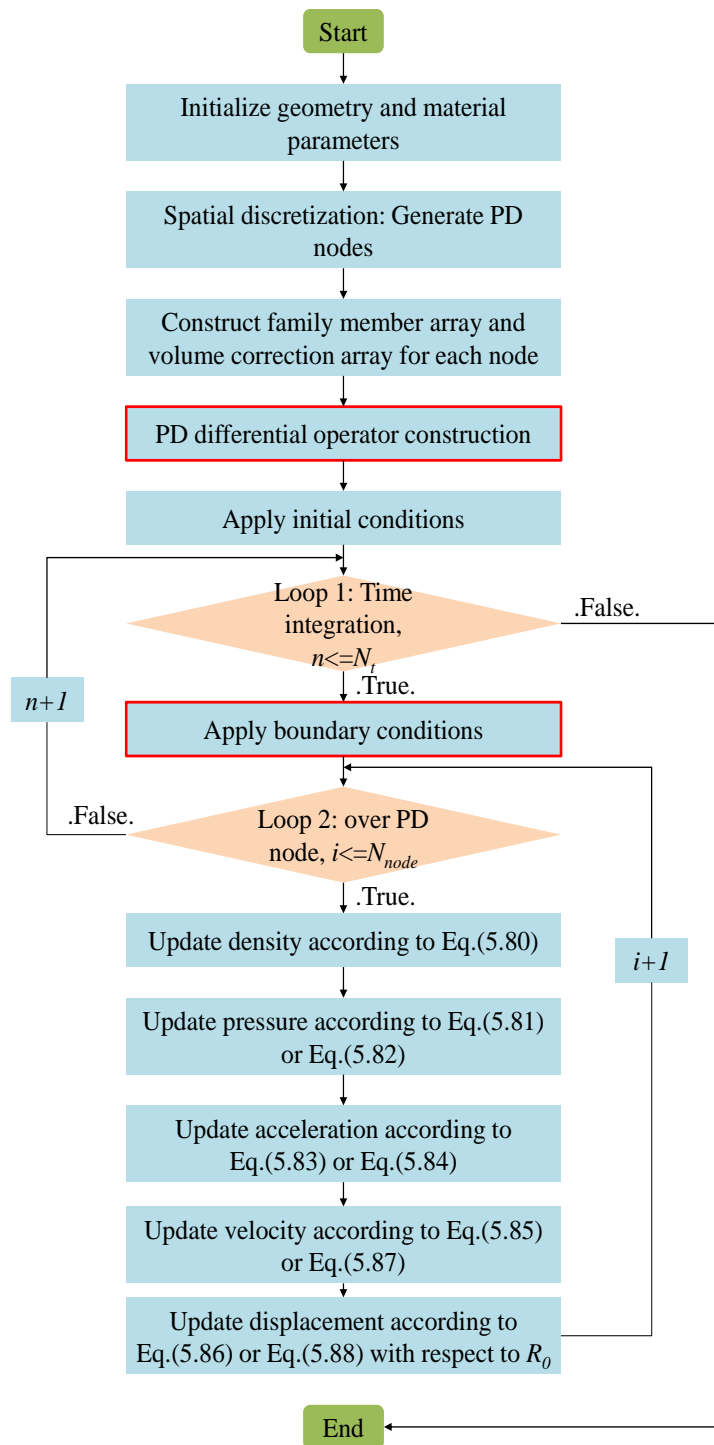 Start
Initialize geometry and material
parameters
Spatial discretization: Generate PD
nodes
Construct family member array and
volume correction array for each node
PD differential operator construction
Apply initial conditions
Loop 1: Time
integration,
n<=N_t
.False.
.True.
n+1
Apply boundary conditions
.False.
Loop 2: over PD
node, i<=N_node
.True.
Update density according to Eq.(5.80)
i+1
Update pressure according to Eq.(5.81)
or Eq.(5.82)
Update acceleration according to
Eq.(5.83) or Eq.(5.84)
Update velocity according to Eq.(5.85)
or Eq.(5.87)
Update displacement according to
Eq.(5.86) or Eq.(5.88) with respect to R_0
End